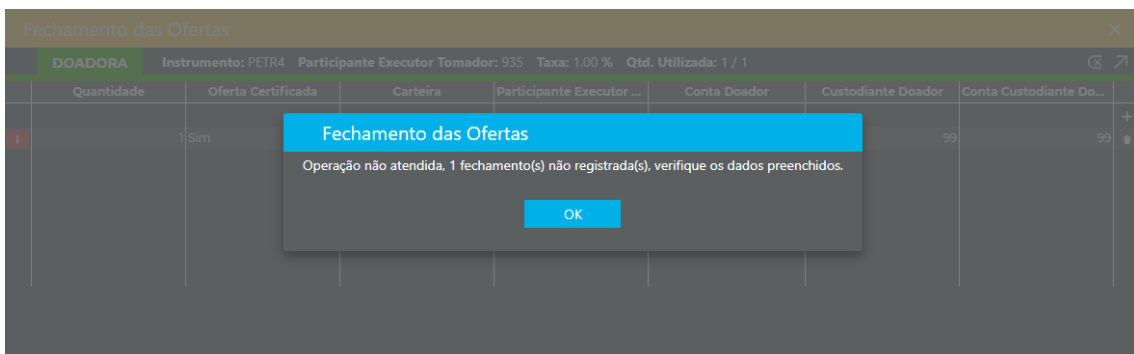 Fechamento das Ofertas
DOADORA Instrumento: PETR4 Participante Executor Tomador: 935 Taxa: 1.00 % Qtd. Utilizada: 1 / 1
Quantidade Oferta Certificada Carteira Participante Executor ... Conta Doador Custodiante Doador Conta Custodiante Do...
1 Sim 99 99
Fechamento das Ofertas
Operação não atendida, 1 fechamento(s) não registrada(s), verifique os dados preenchidos.
OK